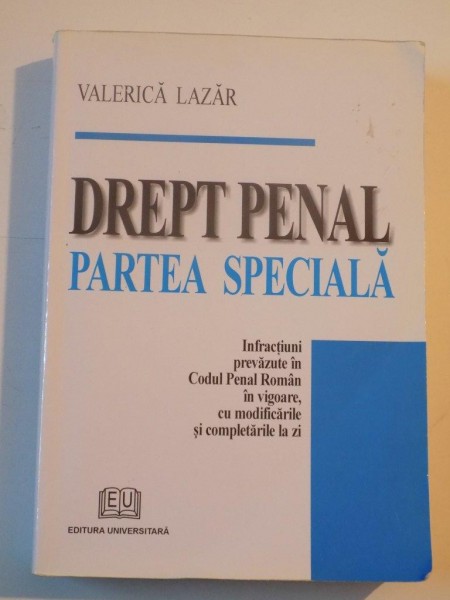 VALERICĂ LAZĂR
DREPT PENAL
PARTEA SPECIALĂ
Infracțiuni
prevăzute în
Codul Penal Român
în vigoare,
cu modificările
și completările la zi
EU
EDITURA UNIVERSITARĂ